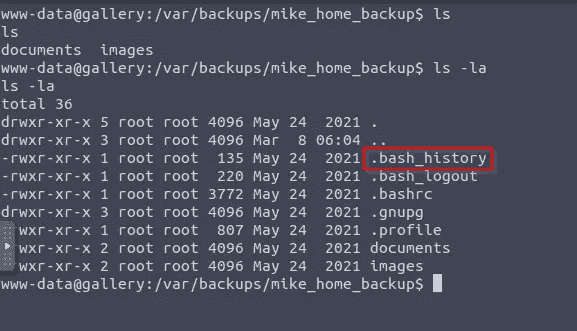 www-data@gallery:/var/backups/mike_home_backup$ ls
ls
documents  images
www-data@gallery:/var/backups/mike_home_backup$ ls -la
ls -la
total 36
drwxr-xr-x 5 root root 4096 May 24  2021 .
drwxr-xr-x 3 root root 4096 Mar  8 06:04 ..
-rwxr-xr-x 1 root root  135 May 24  2021 .bash_history
-rwxr-xr-x 1 root root  220 May 24  2021 .bash_logout
-rwxr-xr-x 1 root root 3772 May 24  2021 .bashrc
drwxr-xr-x 3 root root 4096 May 24  2021 .gnupg
rwxr-xr-x 1 root root  807 May 24  2021 .profile
rwxr-xr-x 2 root root 4096 May 24  2021 documents
rwxr-xr-x 2 root root 4096 May 24  2021 images
www-data@gallery:/var/backups/mike_home_backup$